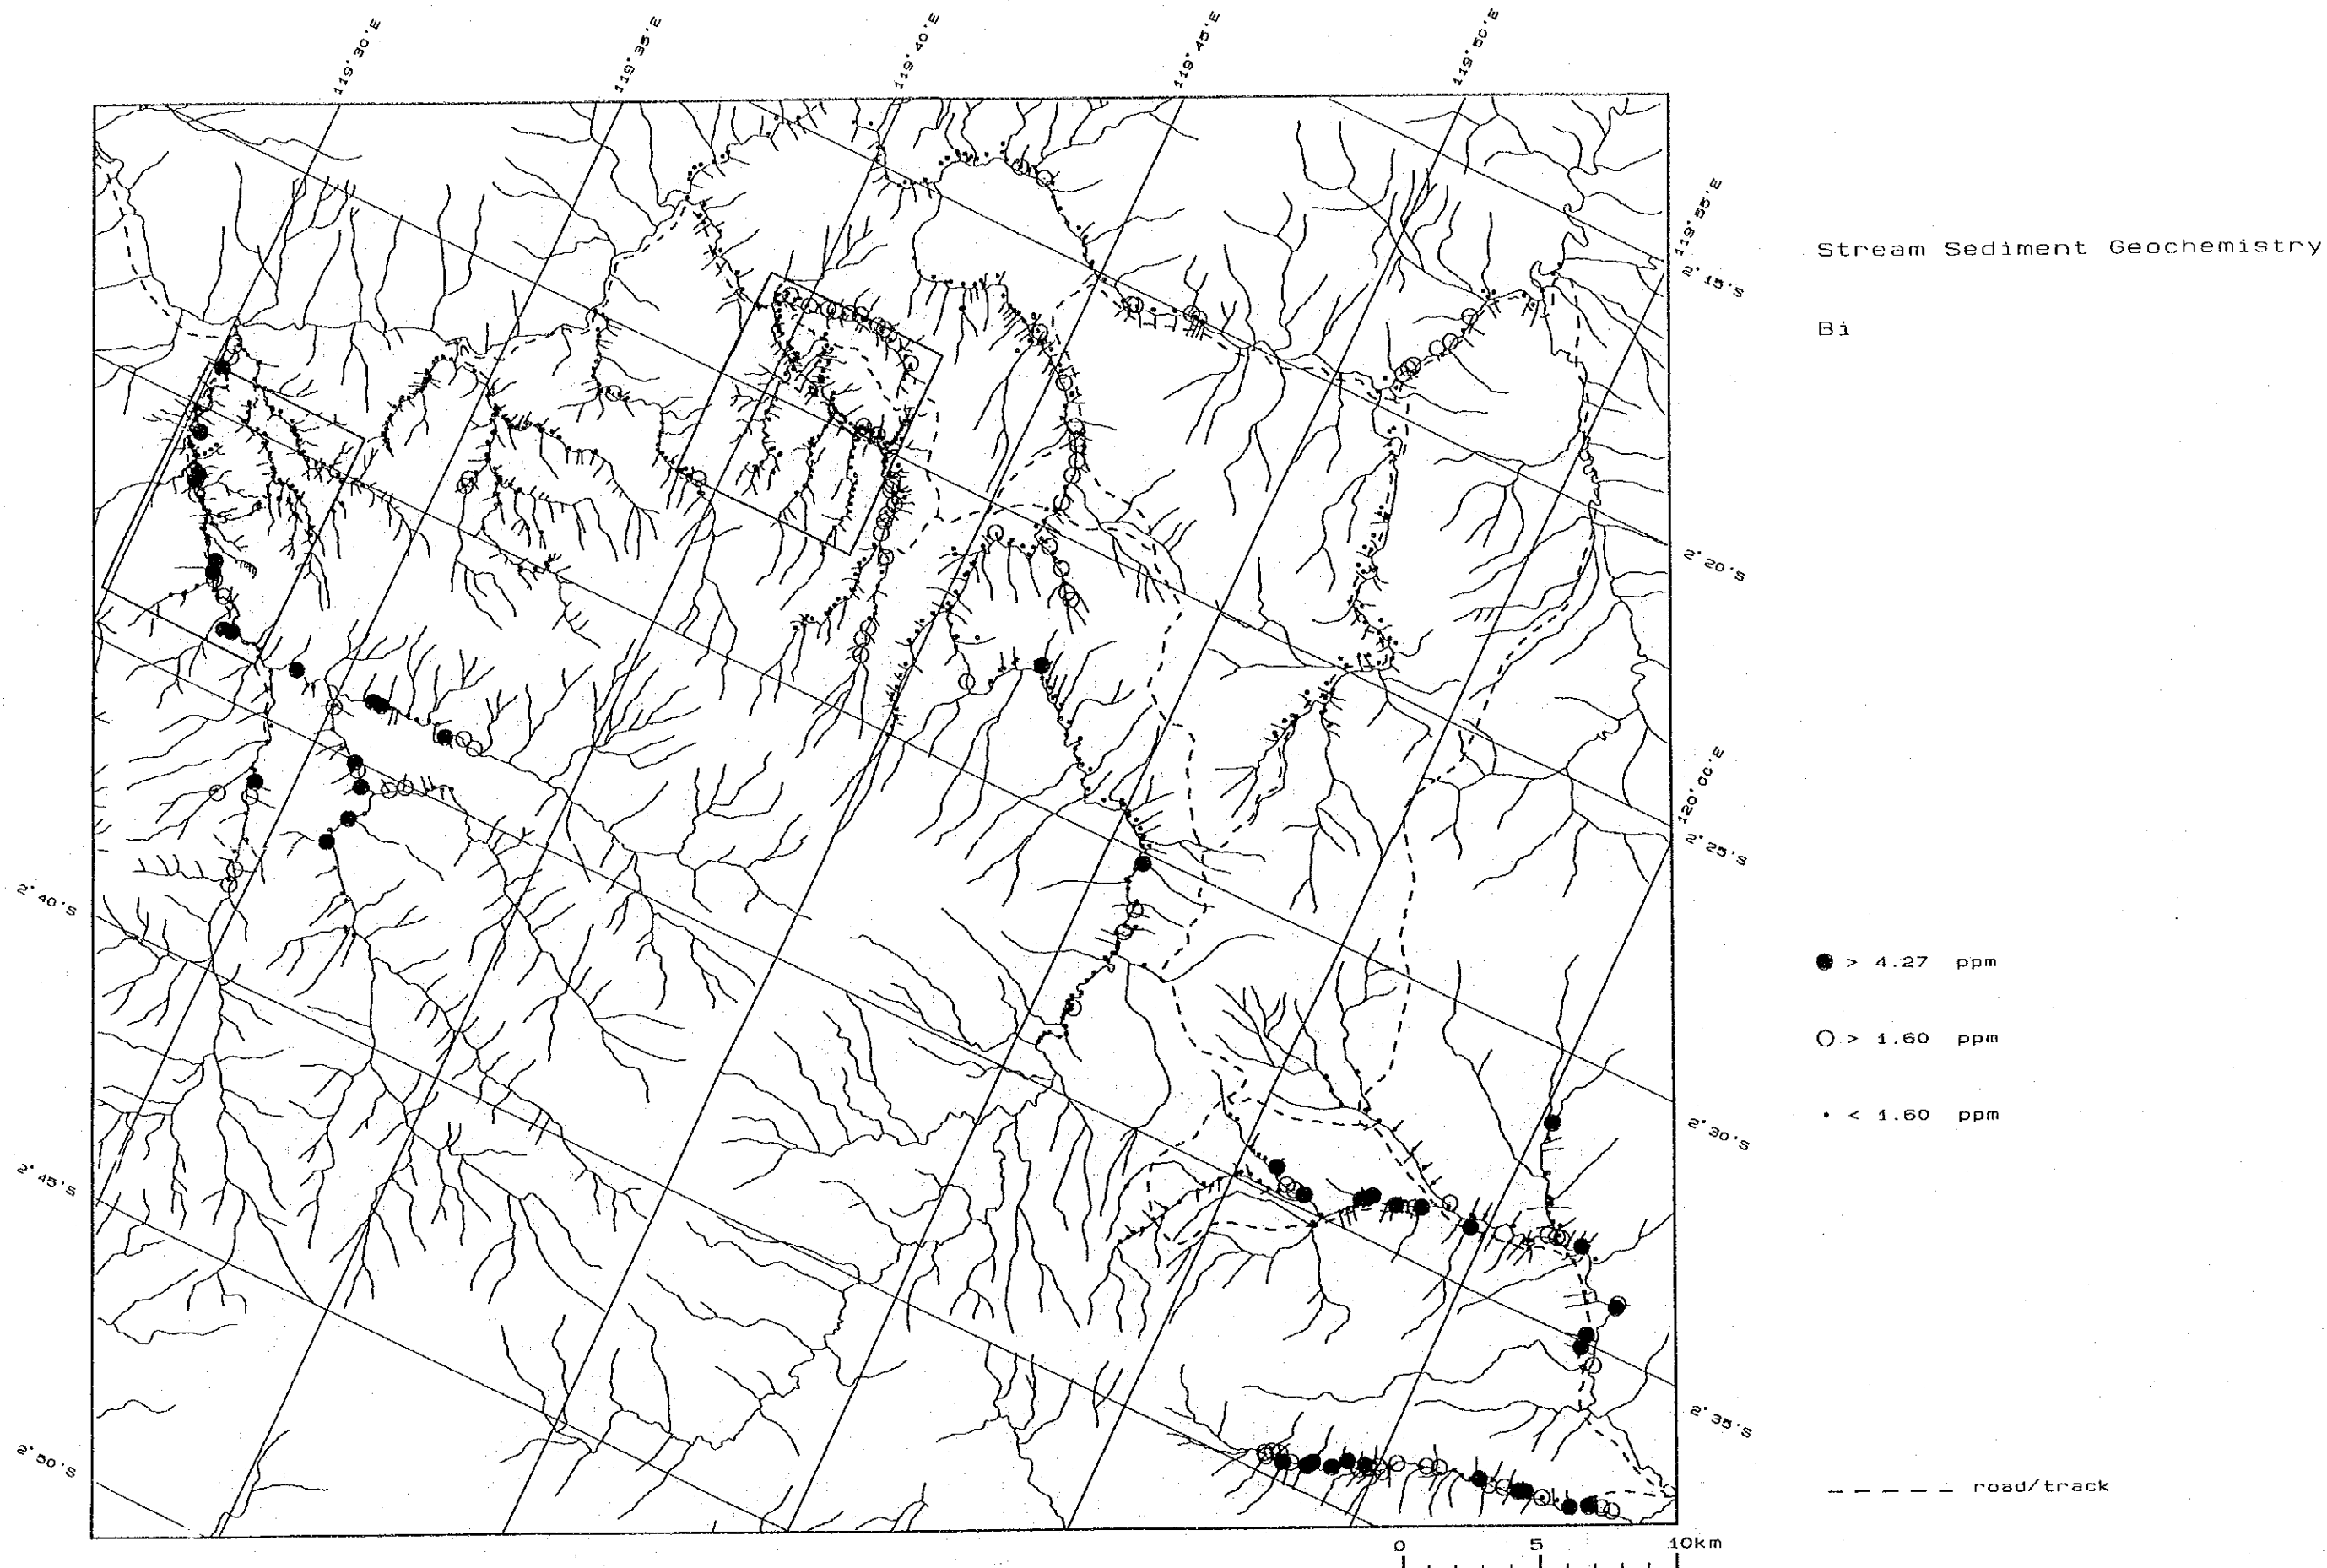 119°30'E
119°35'E
119°40'E
119°45'E
119°50'E
119°55'E
2°15'S
Stream Sediment Geochemistry
Bi
2°20'S
120°00'E
2°25'S
2°40'S
> 4.27 ppm
> 1.60 ppm
< 1.60 ppm
2°30'S
2°45'S
2°35'S
2°50'S
road/track
0 5 10km